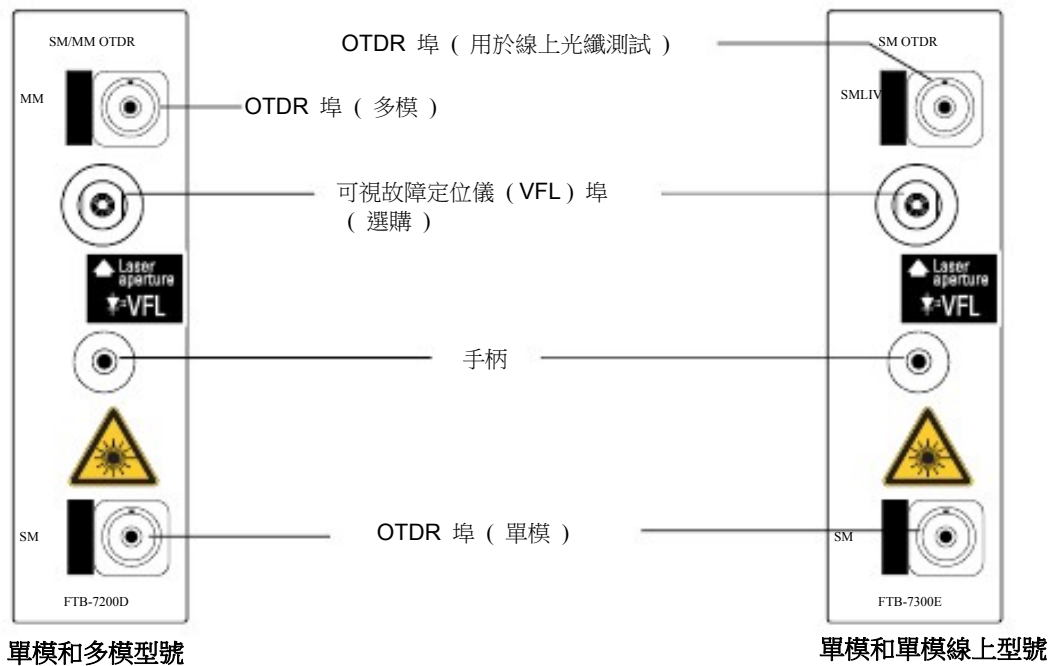 SM/MM OTDR
OTDR 埠 ( 用於線上光纖測試 )
SM OTDR
MM
OTDR 埠 ( 多模 )
SMLIV
可視故障定位儀 ( VFL ) 埠
( 選購 )
Laser
aperture
VFL
Laser
aperture
VFL
手柄
SM
OTDR 埠 ( 單模 )
SM
FTB-7200D
FTB-7300E
單模和多模型號
單模和單模線上型號